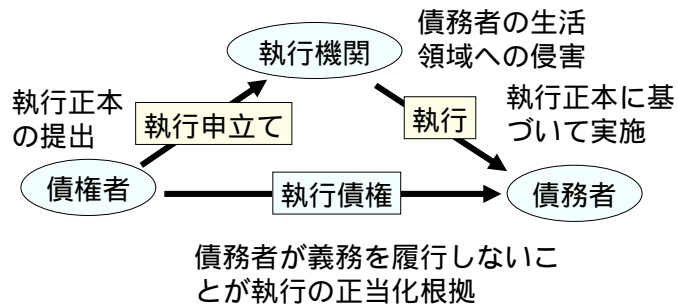 執行機関
債務者の生活
領域への侵害
執行正本
の提出
執行申立て
執行
執行正本に基
づいて実施
債権者
執行債権
債務者
債務者が義務を履行しないこ
とが執行の正当化根拠